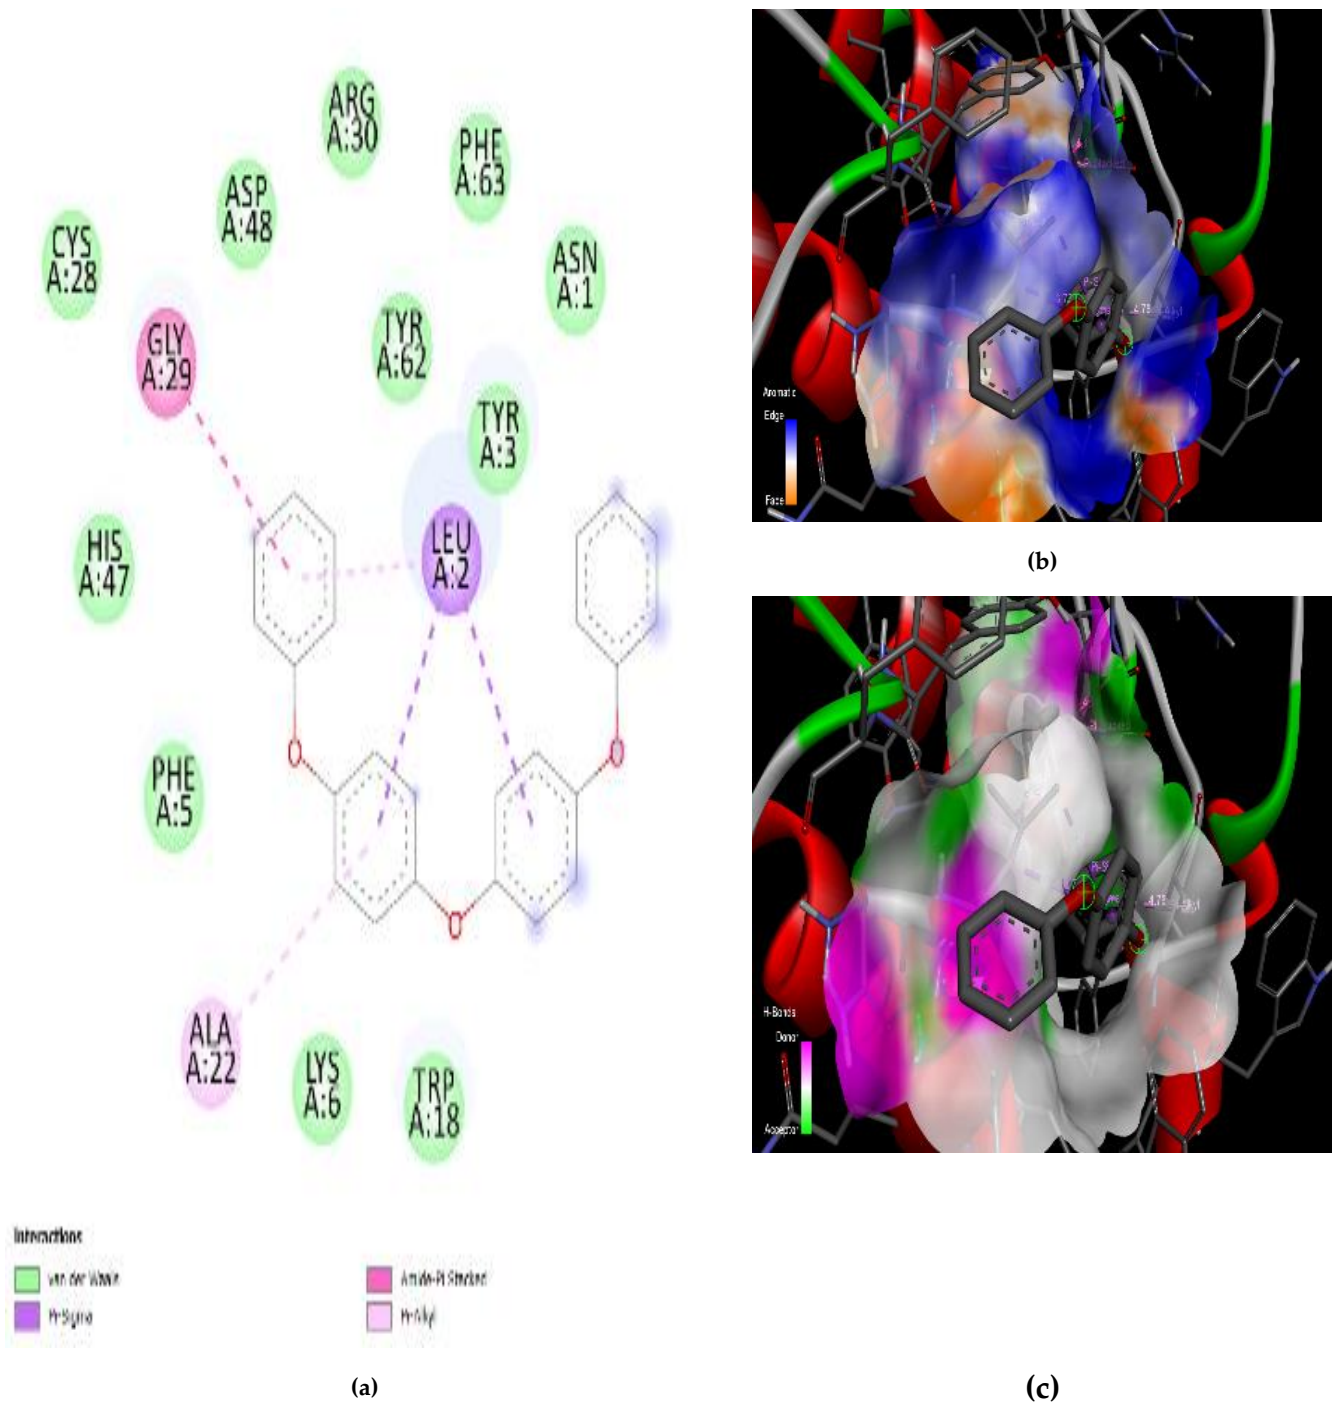 ARG
A:30
PHE
A:63
ASP
A:48
CYS
A:28
ASN
A:1
GLY
A:29
TYR
A:62
TYR
A:3
LEU
A:2
HIS
A:47
O
O
PHE
A:5
O
ALA
A:22
LYS
A:6
TRP
A:18
Interactions
van der Waals
Pi-Sigma
Amide-Pi Stacked
Pi-Alkyl
(a)
Aromatic
Edge
Face
(b)
H-Bonds
Donor
Acceptor
(c)